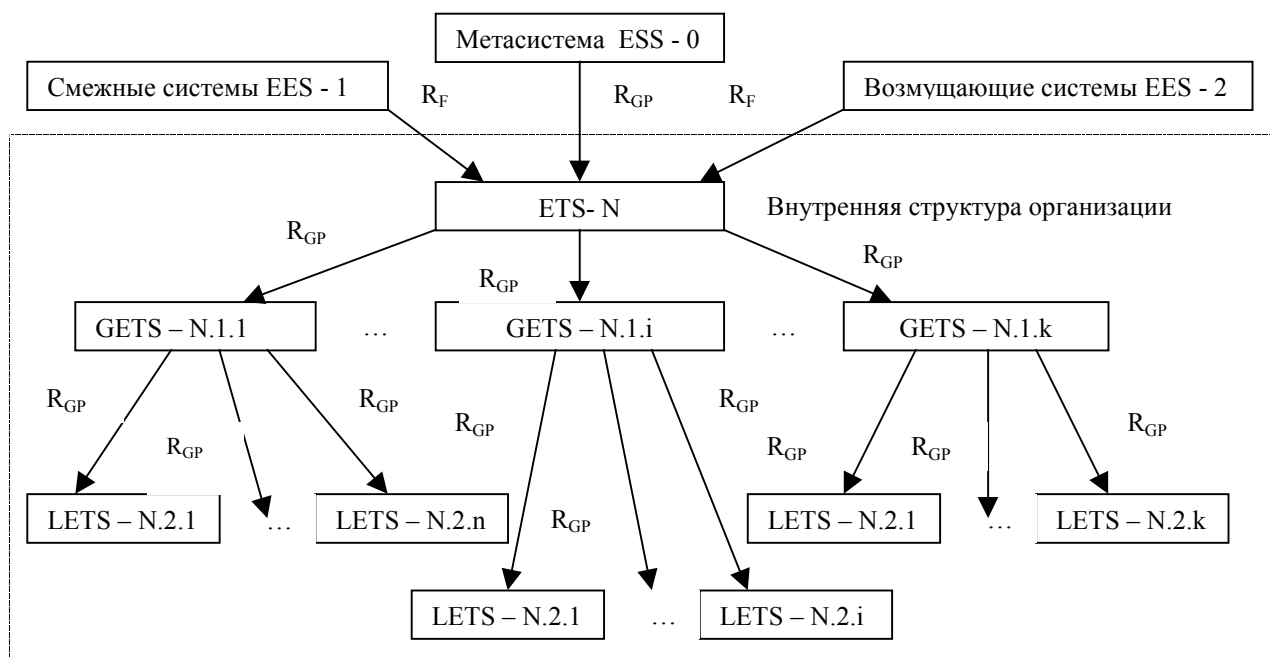 Метасистема ESS - 0
Смежные системы EES - 1
R_F
R_GP
R_F
Возмущающие системы EES - 2
ETS- N
Внутренняя структура организации
R_GP
R_GP
R_GP
GETS – N.1.1
…
GETS – N.1.i
…
GETS – N.1.k
R_GP
R_GP
R_GP
R_GP
R_GP
R_GP
R_GP
R_GP
LETS – N.2.1
…
LETS – N.2.n
R_GP
LETS – N.2.1
…
LETS – N.2.k
LETS – N.2.1
…
LETS – N.2.i